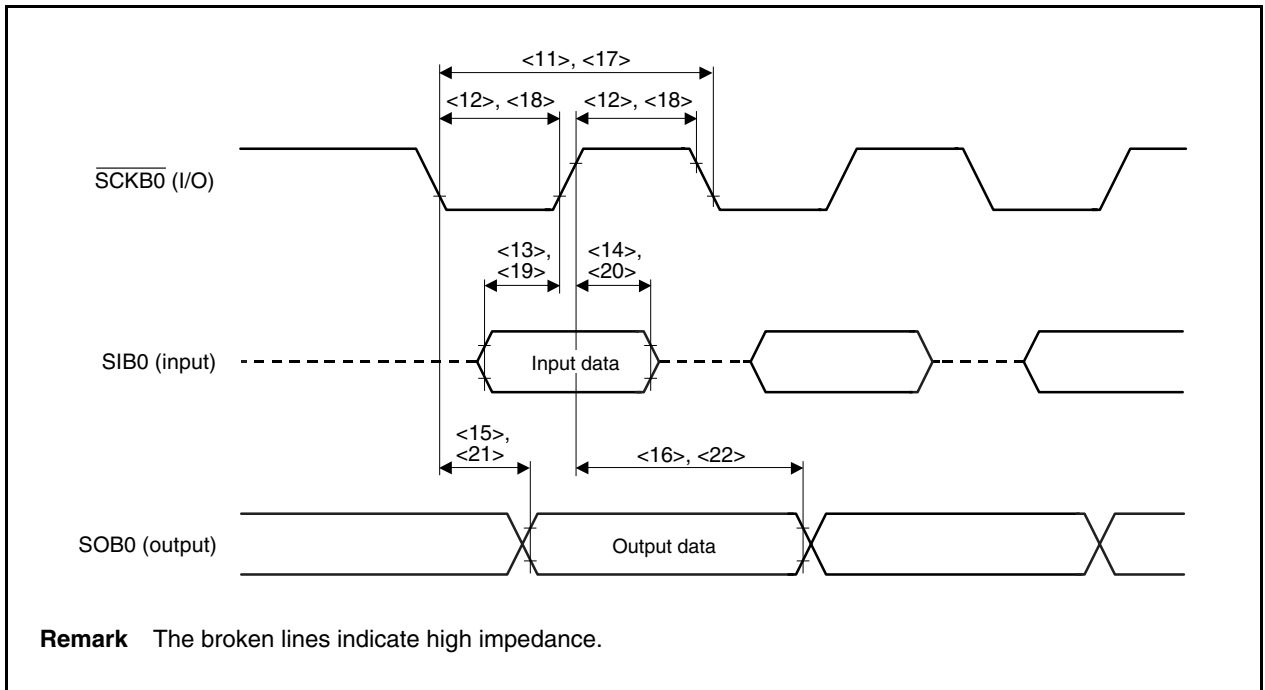 <11>, <17>
<12>, <18>
<12>, <18>
SCKB0 (I/O)
<13>,
<19>
<14>,
<20>
SIB0 (input)
Input data
<15>,
<21>
<16>, <22>
SOB0 (output)
Output data
Remark The broken lines indicate high impedance.